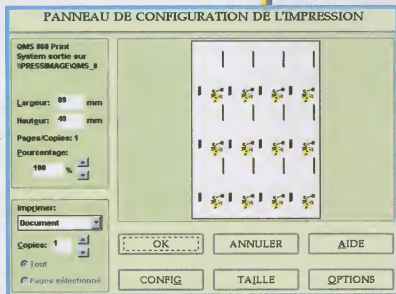 PANNEAU DE CONFIGURATION DE L'IMPRESSION
QMS 860 Print
System sortie sur
\\PRESSIMAGE\QMS_8
Largeur: 89 mm
Hauteur: 49 mm
Pages/Copies: 1
Pourcentage:
100 %
Imprimer:
Document
Copies: 1
Tout
Pages sélectionné
OK
ANNULER
AIDE
CONFIG
TAILLE
OPTIONS